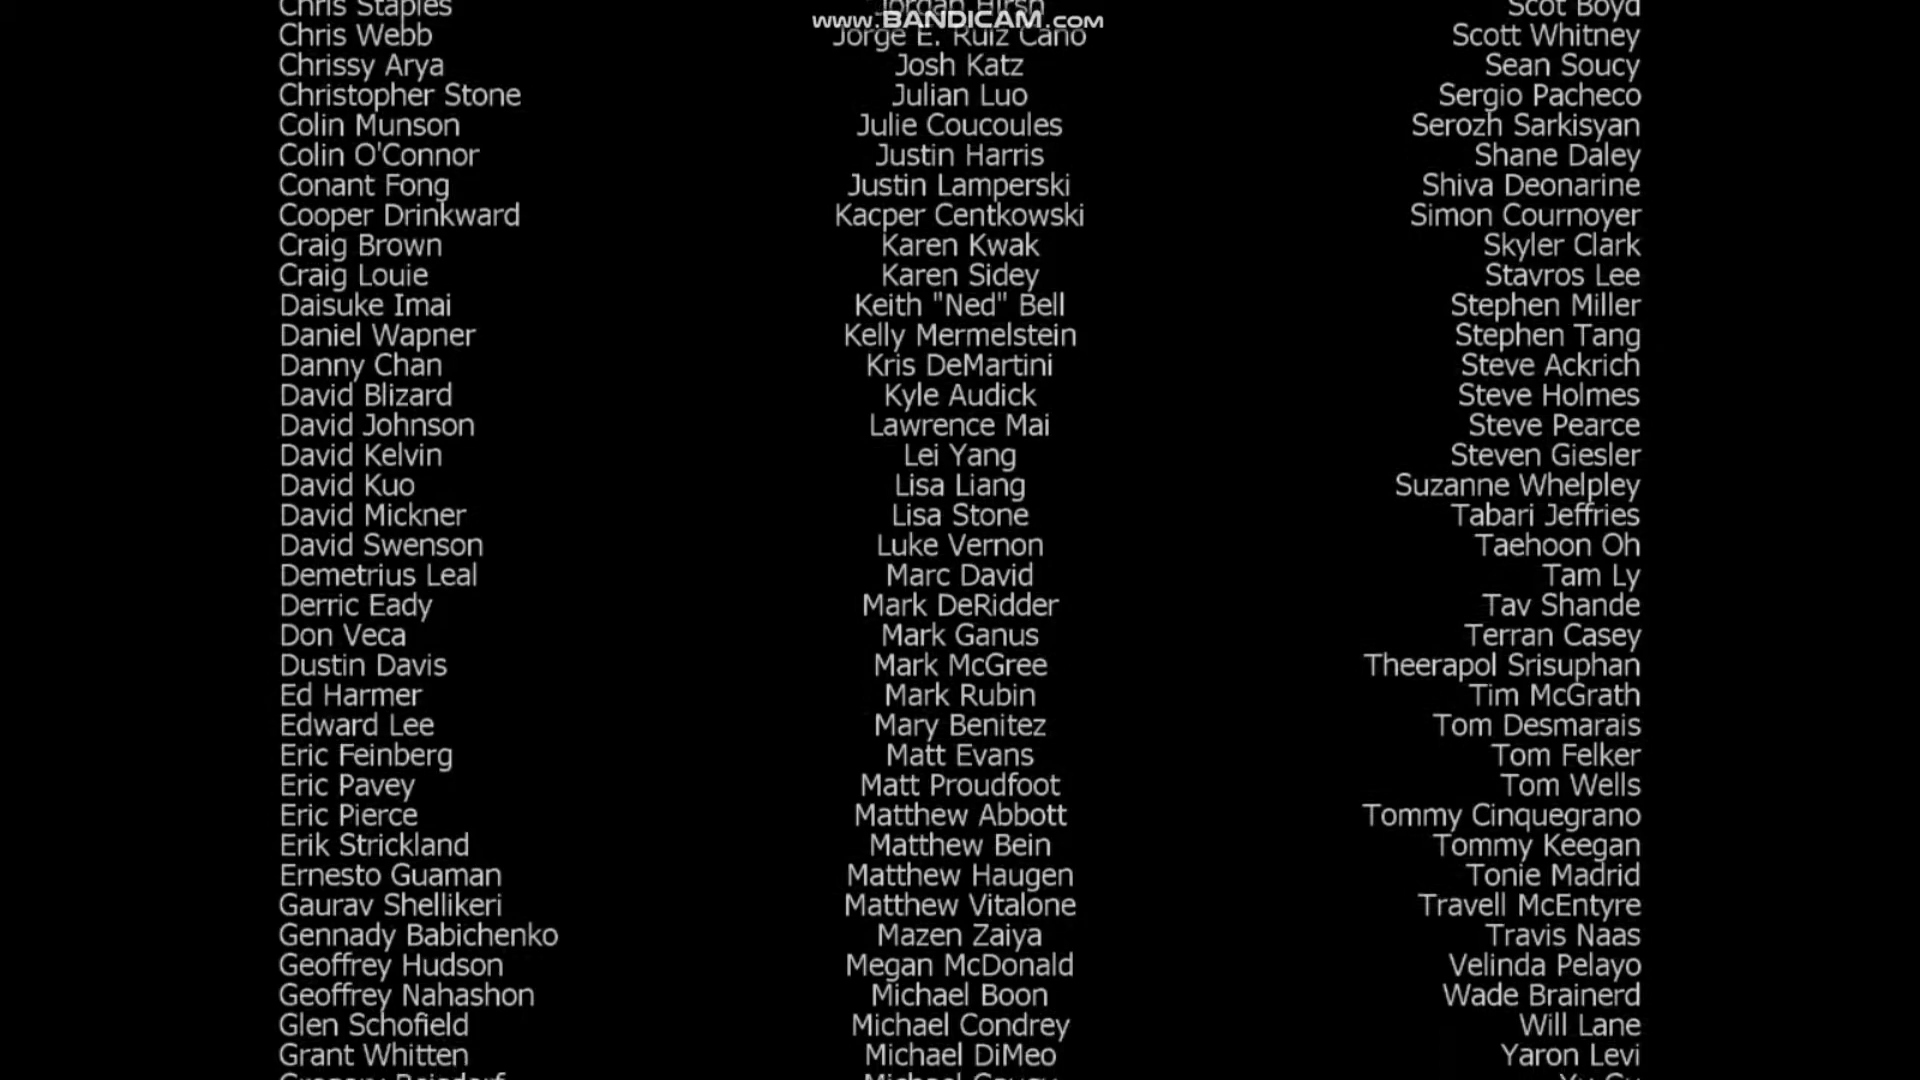 www.BANDICAM.com
Chris Staples
Chris Webb
Chrissy Arya
Christopher Stone
Colin Munson
Colin O'Connor
Conant Fong
Cooper Drinkward
Craig Brown
Craig Louie
Daisuke Imai
Daniel Wapner
Danny Chan
David Blizard
David Johnson
David Kelvin
David Kuo
David Mickner
David Swenson
Demetrius Leal
Derric Eady
Don Veca
Dustin Davis
Ed Harmer
Edward Lee
Eric Feinberg
Eric Pavey
Eric Pierce
Erik Strickland
Ernesto Guaman
Gaurav Shellikeri
Gennady Babichenko
Geoffrey Hudson
Geoffrey Nahashon
Glen Schofield
Grant Whitten
Jordan Hirsh
Jorge E. Ruiz Cano
Josh Katz
Julian Luo
Julie Coucoules
Justin Harris
Justin Lamperski
Kacper Centkowski
Karen Kwak
Karen Sidey
Keith "Ned" Bell
Kelly Mermelstein
Kris DeMartini
Kyle Audick
Lawrence Mai
Lei Yang
Lisa Liang
Lisa Stone
Luke Vernon
Marc David
Mark DeRidder
Mark Ganus
Mark McGree
Mark Rubin
Mary Benitez
Matt Evans
Matt Proudfoot
Matthew Abbott
Matthew Bein
Matthew Haugen
Matthew Vitalone
Mazen Zaiya
Megan McDonald
Michael Boon
Michael Condrey
Michael DiMeo
Michael
Scot Boyd
Scott Whitney
Sean Soucy
Sergio Pacheco
Serozh Sarkisyan
Shane Daley
Shiva Deonarine
Simon Cournoyer
Skyler Clark
Stavros Lee
Stephen Miller
Stephen Tang
Steve Ackrich
Steve Holmes
Steve Pearce
Steven Giesler
Suzanne Whelpley
Tabari Jeffries
Taehoon Oh
Tam Ly
Tav Shande
Terran Casey
Theerapol Srisuphan
Tim McGrath
Tom Desmarais
Tom Felker
Tom Wells
Tommy Cinquegrano
Tommy Keegan
Tonie Madrid
Travell McEntyre
Travis Naas
Velinda Pelayo
Wade Brainerd
Will Lane
Yaron Levi